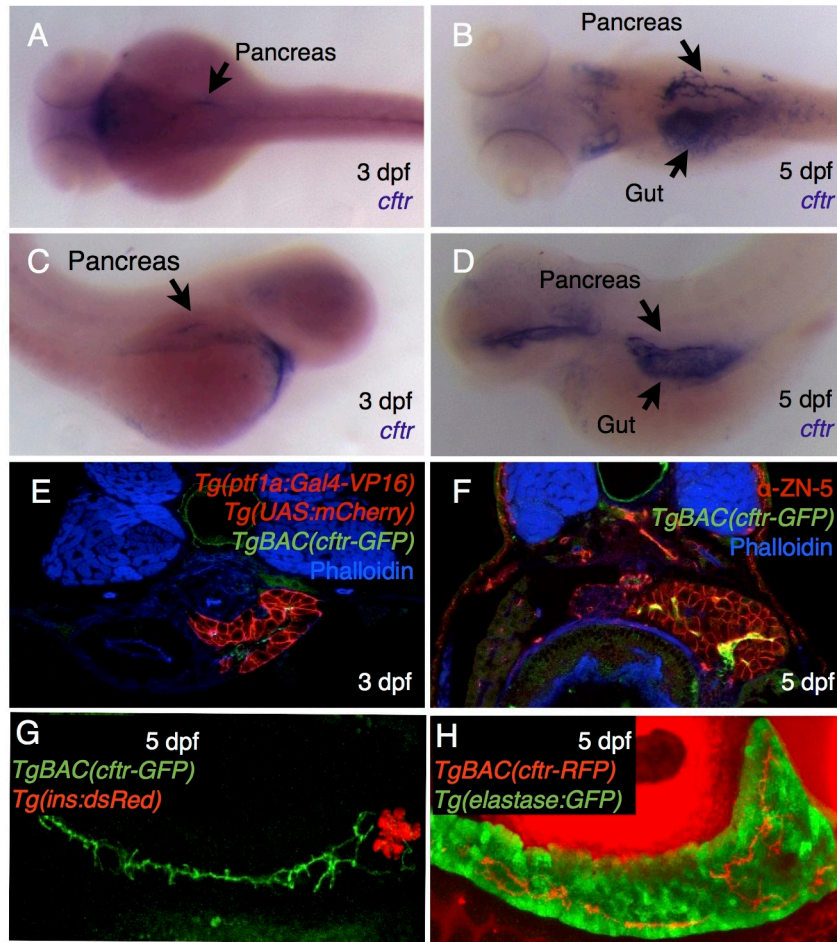 A
Pancreas
3 dpf
cftr
B
Pancreas
Gut
5 dpf
cftr
C
Pancreas
3 dpf
cftr
D
Pancreas
Gut
5 dpf
cftr
E
Tg(ptf1a:Gal4-VP16)
Tg(UAS:mCherry)
TgBAC(cftr-GFP)
Phalloidin
3 dpf
F
α-ZN-5
TgBAC(cftr-GFP)
Phalloidin
5 dpf
G
5 dpf
TgBAC(cftr-GFP)
Tg(ins:dsRed)
H
5 dpf
TgBAC(cftr-RFP)
Tg(elastase:GFP)